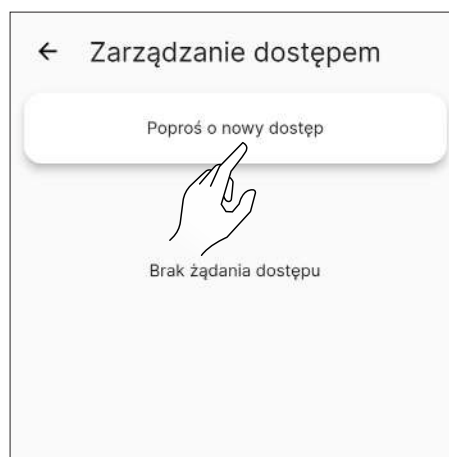 Zarządzanie dostępem
Poproś o nowy dostęp
Brak żądania dostępu